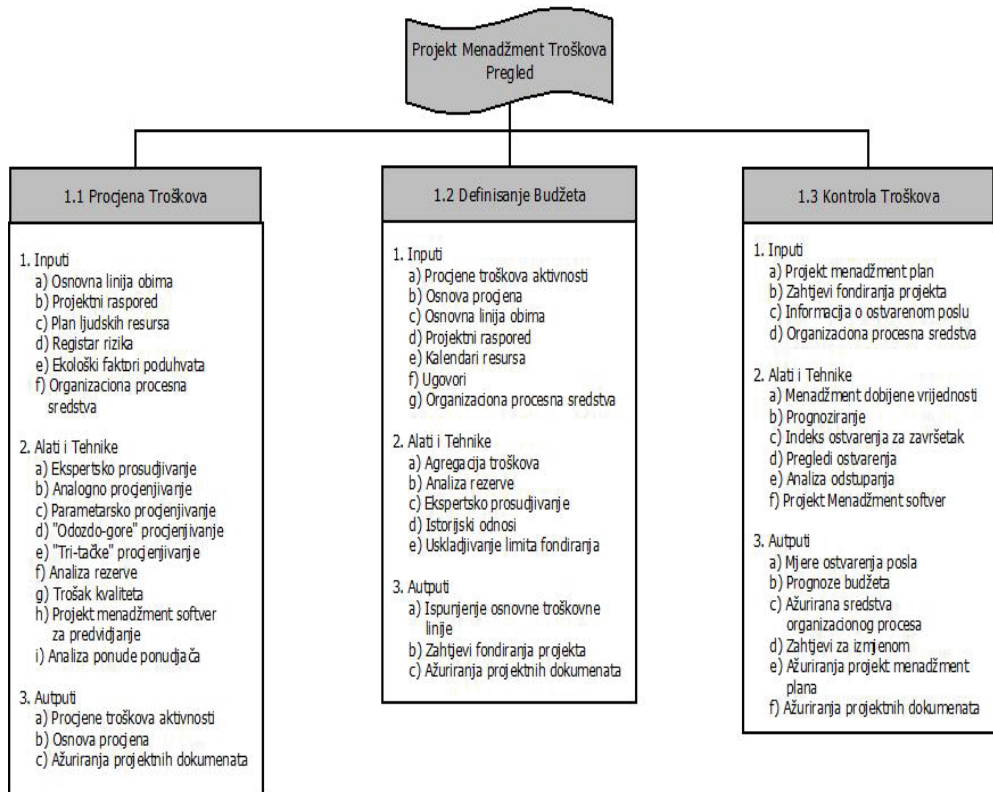 Projekt Menadžment Troškova
Pregled
1.1 Procjena Troškova
1. Inputi
a) Osnovna linija obima
b) Projektni raspored
c) Plan ljudskih resursa
d) Registar rizika
e) Ekološki faktori poduhvata
f) Organizaciona procesna
sredstva
2. Alati i Tehnike
a) Ekspertsko prosudjivanje
b) Analogno procjenjivanje
c) Parametarsko procjenjivanje
d) "Odozdo-gore" procjenjivanje
e) "Tri-tačke" procjenjivanje
f) Analiza rezerve
g) Trošak kvaliteta
h) Projekt menadžment softver
za predvidjanje
i) Analiza ponude ponudjača
3. Autputi
a) Procjene troškova aktivnosti
b) Osnova procjena
c) Ažuriranja projektnih dokumenata
1.2 Definisanje Budžeta
1. Inputi
a) Procjene troškova aktivnosti
b) Osnova procjena
c) Osnovna linija obima
d) Projektni raspored
e) Kalendari resursa
f) Ugovori
g) Organizaciona procesna sredstva
2. Alati i Tehnike
a) Agregacija troškova
b) Analiza rezerve
c) Ekspertsko prosudjivanje
d) Istorijski odnosi
e) Uskladjivanje limita fondiranja
3. Autputi
a) Ispunjenje osnovne troškovne
linije
b) Zahtjevi fondiranja projekta
c) Ažuriranja projektnih dokumenata
1.3 Kontrola Troškova
1. Inputi
a) Projekt menadžment plan
b) Zahtjevi fondiranja projekta
c) Informacija o ostvarenom poslu
d) Organizaciona procesna sredstva
2. Alati i Tehnike
a) Menadžment dobijene vrijednosti
b) Prognoziranje
c) Indeks ostvarenja za završetak
d) Pregledi ostvarenja
e) Analiza odstupanja
f) Projekt Menadžment softver
3. Autputi
a) Mjere ostvarenja posla
b) Prognoze budžeta
c) Ažurirana sredstva
organizacionog procesa
d) Zahtjevi za izmjenom
e) Ažuriranja projekt menadžment
plana
f) Ažuriranja projektnih dokumenata